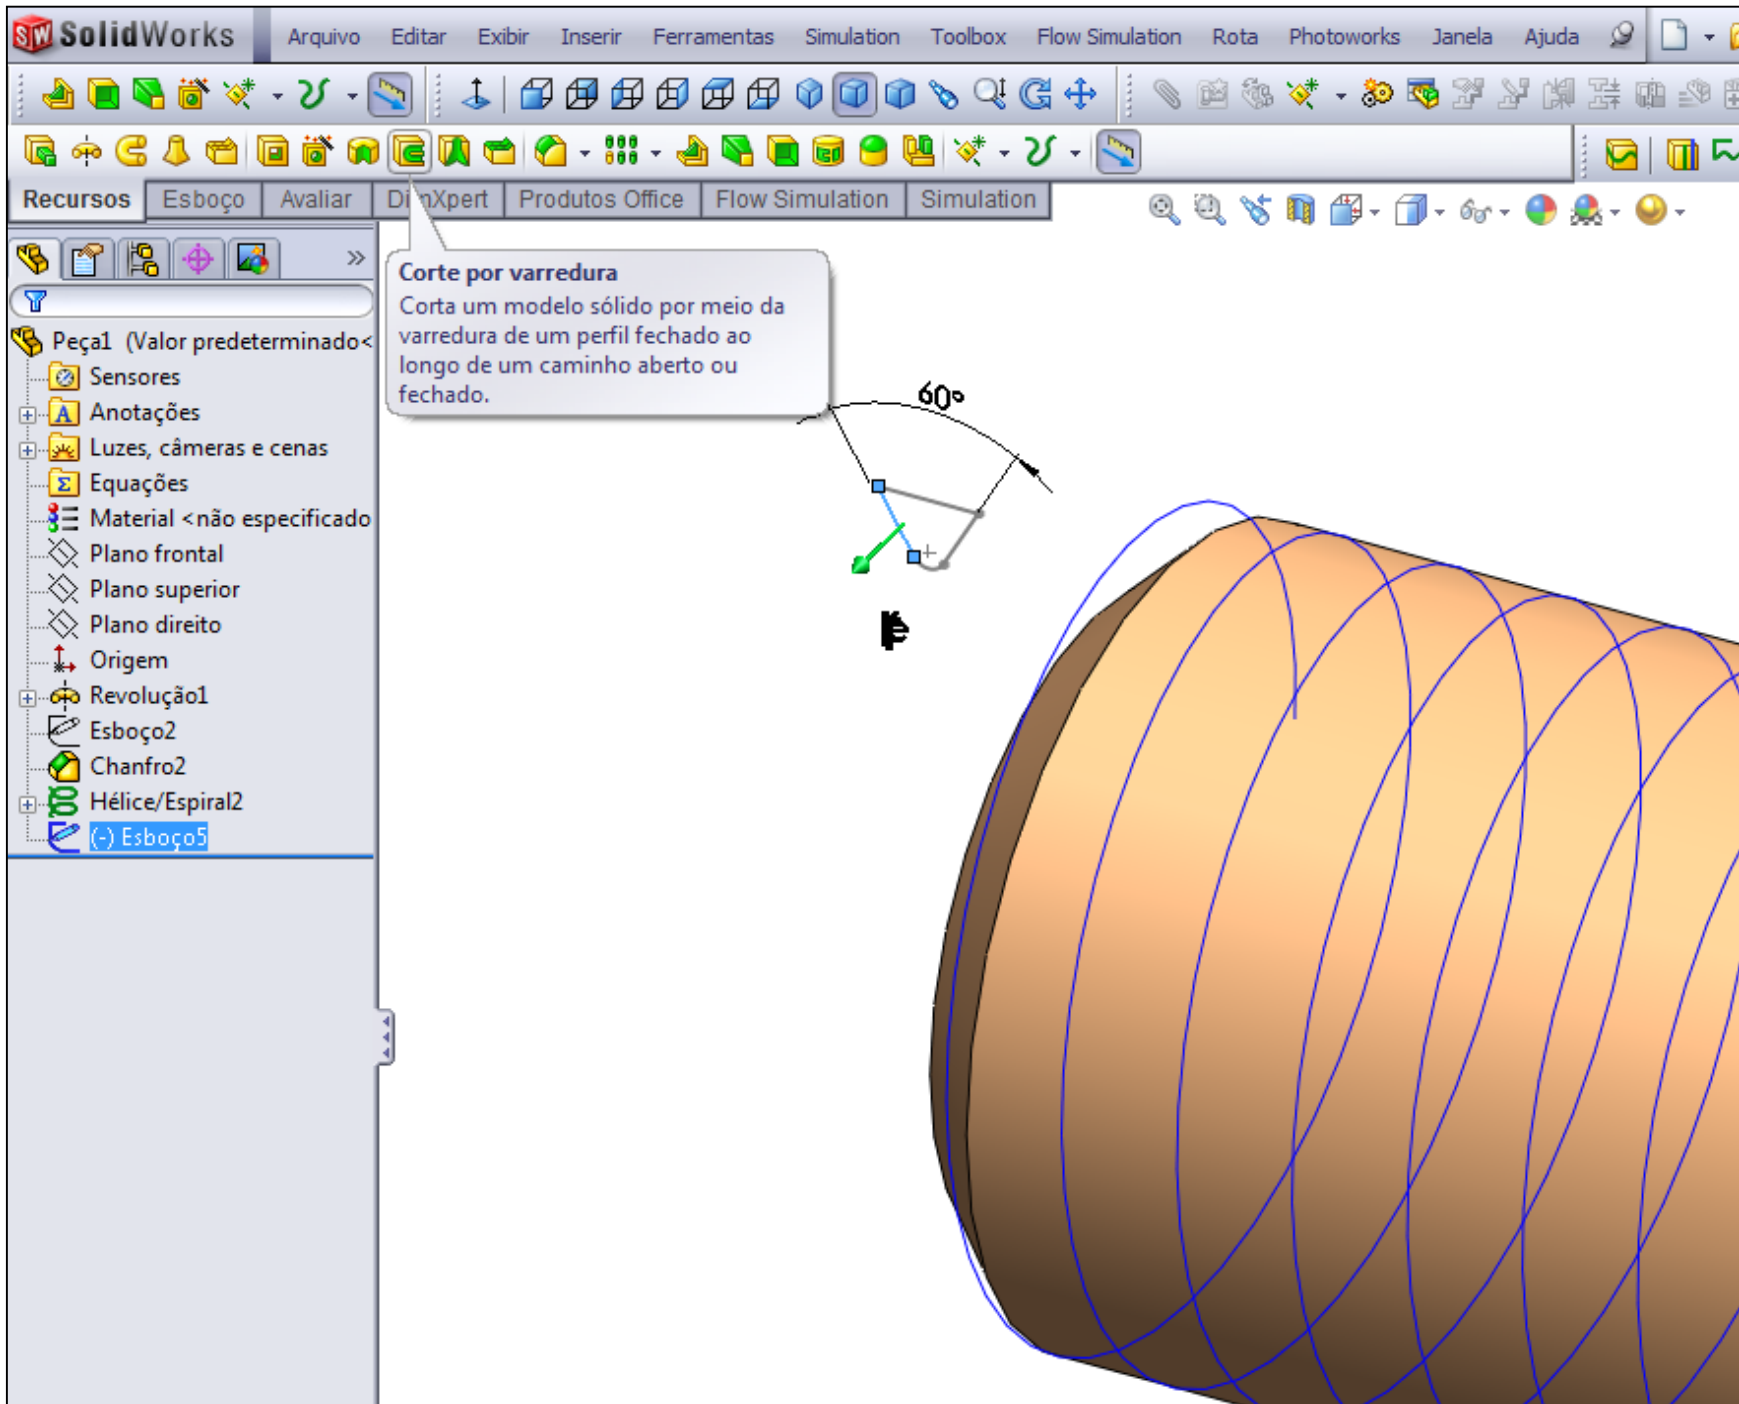 SolidWorks Arquivo Editar Exibir Inserir Ferramentas Simulation Toolbox Flow Simulation Rota Photoworks Janela Ajuda
Recursos Esboço Avaliar Produtos Office Flow Simulation Simulation
Corte por varredura
Corta um modelo sólido por meio da
varredura de um perfil fechado ao
longo de um caminho aberto ou
fechado.
Peça1 (Valor predeterminado<
Sensores
Anotações
Luzes, câmeras e cenas
Equações
Material <não especificado
Plano frontal
Plano superior
Plano direito
Origem
Revolução1
Esboço2
Chanfro2
Hélice/Espiral2
(-) Esboço5
60°